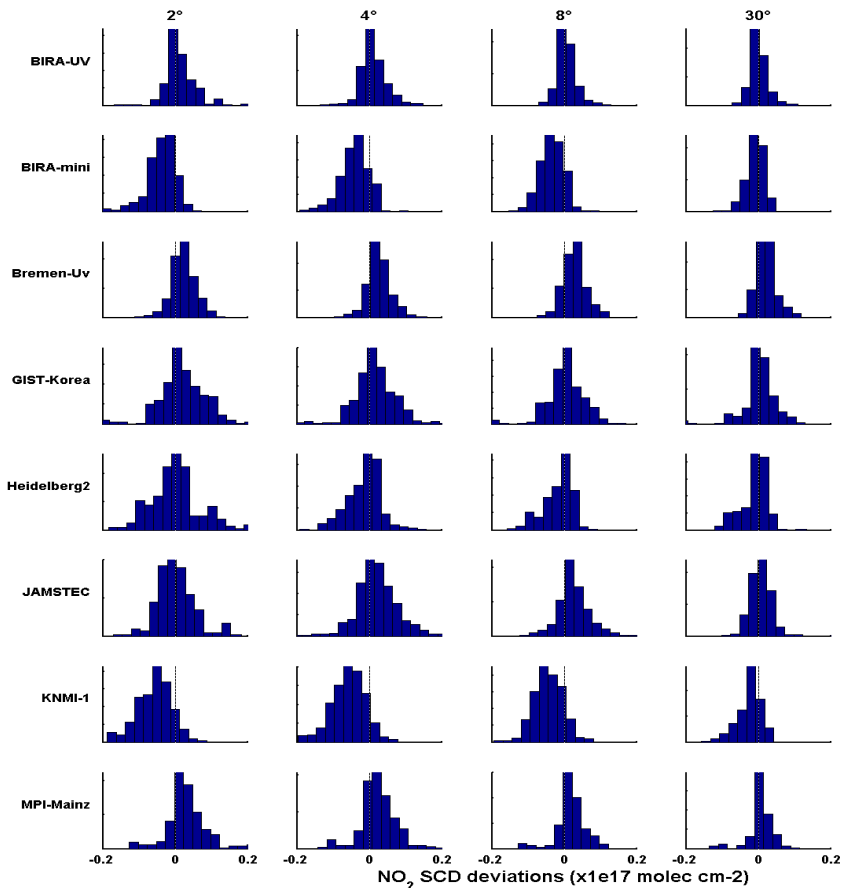 2° 4° 8° 30°
BIRA-UV
BIRA-mini
Bremen-Uv
GIST-Korea
Heidelberg2
JAMSTEC
KNMI-1
MPI-Mainz
-0.2 0 0.2 -0.2 0 0.2 -0.2 0 0.2 -0.2 0 0.2
NO₂ SCD deviations (x1e17 molec cm-2)